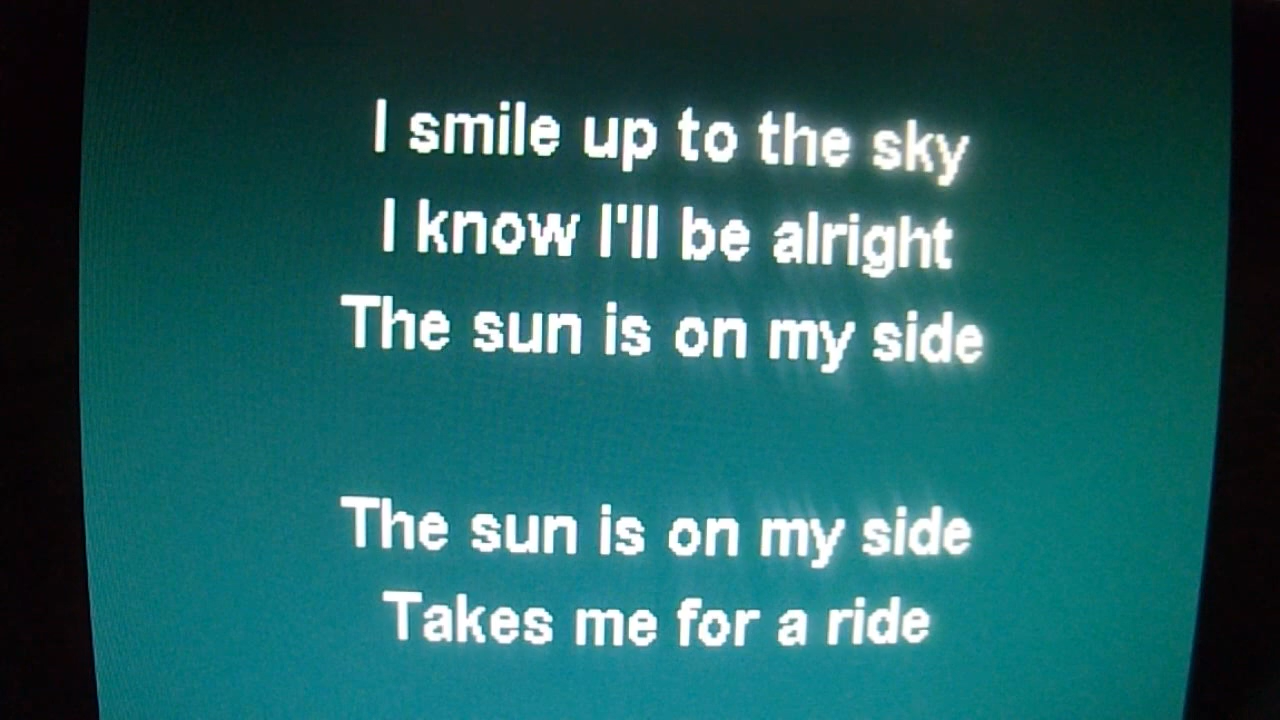 I smile up to the sky
I know I'll be alright
The sun is on my side
The sun is on my side
Takes me for a ride